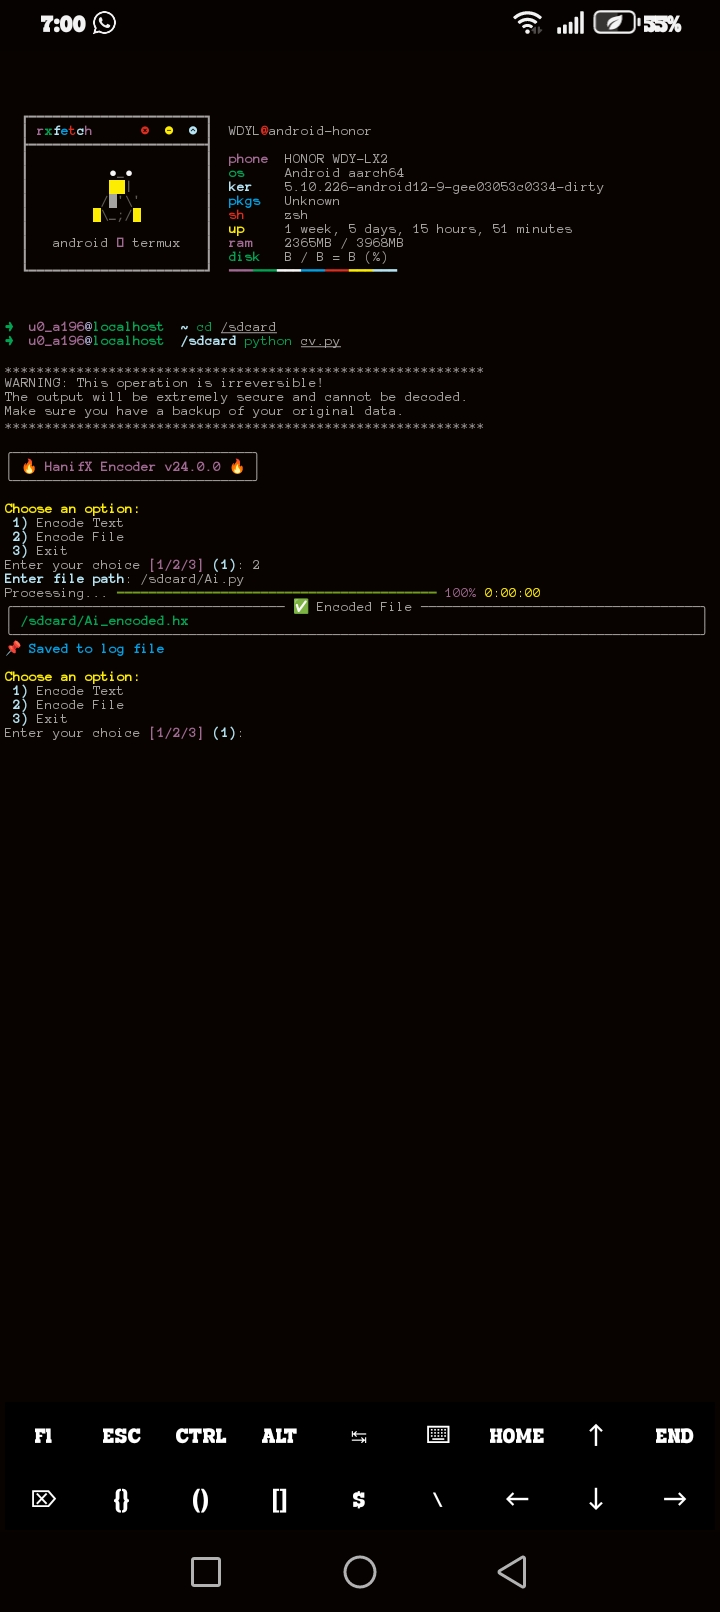 7:00 55%
rxfetch
WDYL@android-honor
phone HONOR WDY-LX2
os Android aarch64
ker 5.10.226-android12-9-gee03053c0334-dirty
pkgs Unknown
sh zsh
up 1 week, 5 days, 15 hours, 51 minutes
ram 2365MB / 3968MB
disk B / B = B (%)
android termux
➜ u0_a196@localhost ~ cd /sdcard
➜ u0_a196@localhost /sdcard python cv.py
************************************************************
WARNING: This operation is irreversible!
The output will be extremely secure and cannot be decoded.
Make sure you have a backup of your original data.
************************************************************
🔥 HanifX Encoder v24.0.0 🔥
Choose an option:
1) Encode Text
2) Encode File
3) Exit
Enter your choice [1/2/3] (1): 2
Enter file path: /sdcard/Ai.py
Processing... 100% 0:00:00
✅ Encoded File
/sdcard/Ai_encoded.hx
📌 Saved to log file
Choose an option:
1) Encode Text
2) Encode File
3) Exit
Enter your choice [1/2/3] (1):
F1 ESC CTRL ALT ↹ ⌨ HOME ↑ END
⌦ {} () [] $ \ ← ↓ →